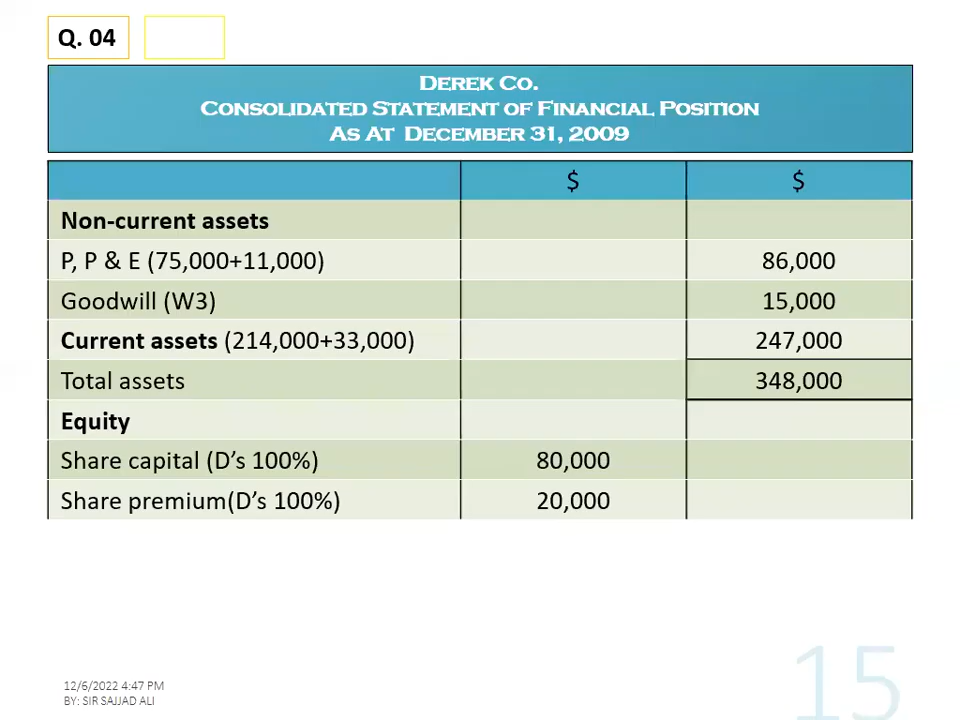 Q. 04
DEREK CO.
CONSOLIDATED STATEMENT OF FINANCIAL POSITION
AS AT DECEMBER 31, 2009
$ $
Non-current assets
P, P & E (75,000+11,000) 86,000
Goodwill (W3) 15,000
Current assets (214,000+33,000) 247,000
Total assets 348,000
Equity
Share capital (D’s 100%) 80,000
Share premium(D’s 100%) 20,000
12/6/2022 4:47 PM
BY: SIR SAJJAD ALI
15